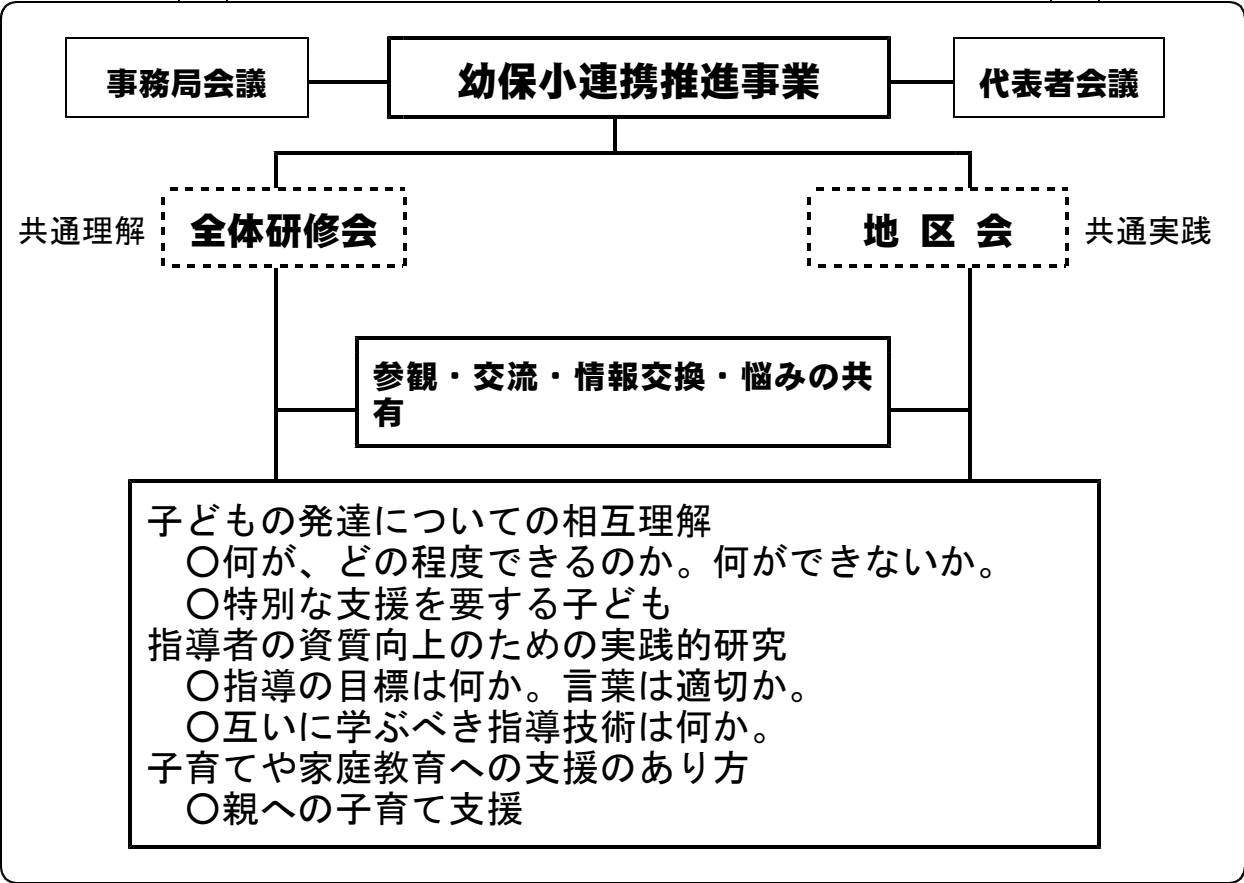 事務局会議
幼保小連携推進事業
代表者会議
共通理解
全体研修会
地区会
共通実践
参観・交流・情報交換・悩みの共
有
子どもの発達についての相互理解
○何が、どの程度できるのか。何ができないか。
○特別な支援を要する子ども
指導者の資質向上のための実践的研究
○指導の目標は何か。言葉は適切か。
○互いに学ぶべき指導技術は何か。
子育てや家庭教育への支援のあり方
○親への子育て支援